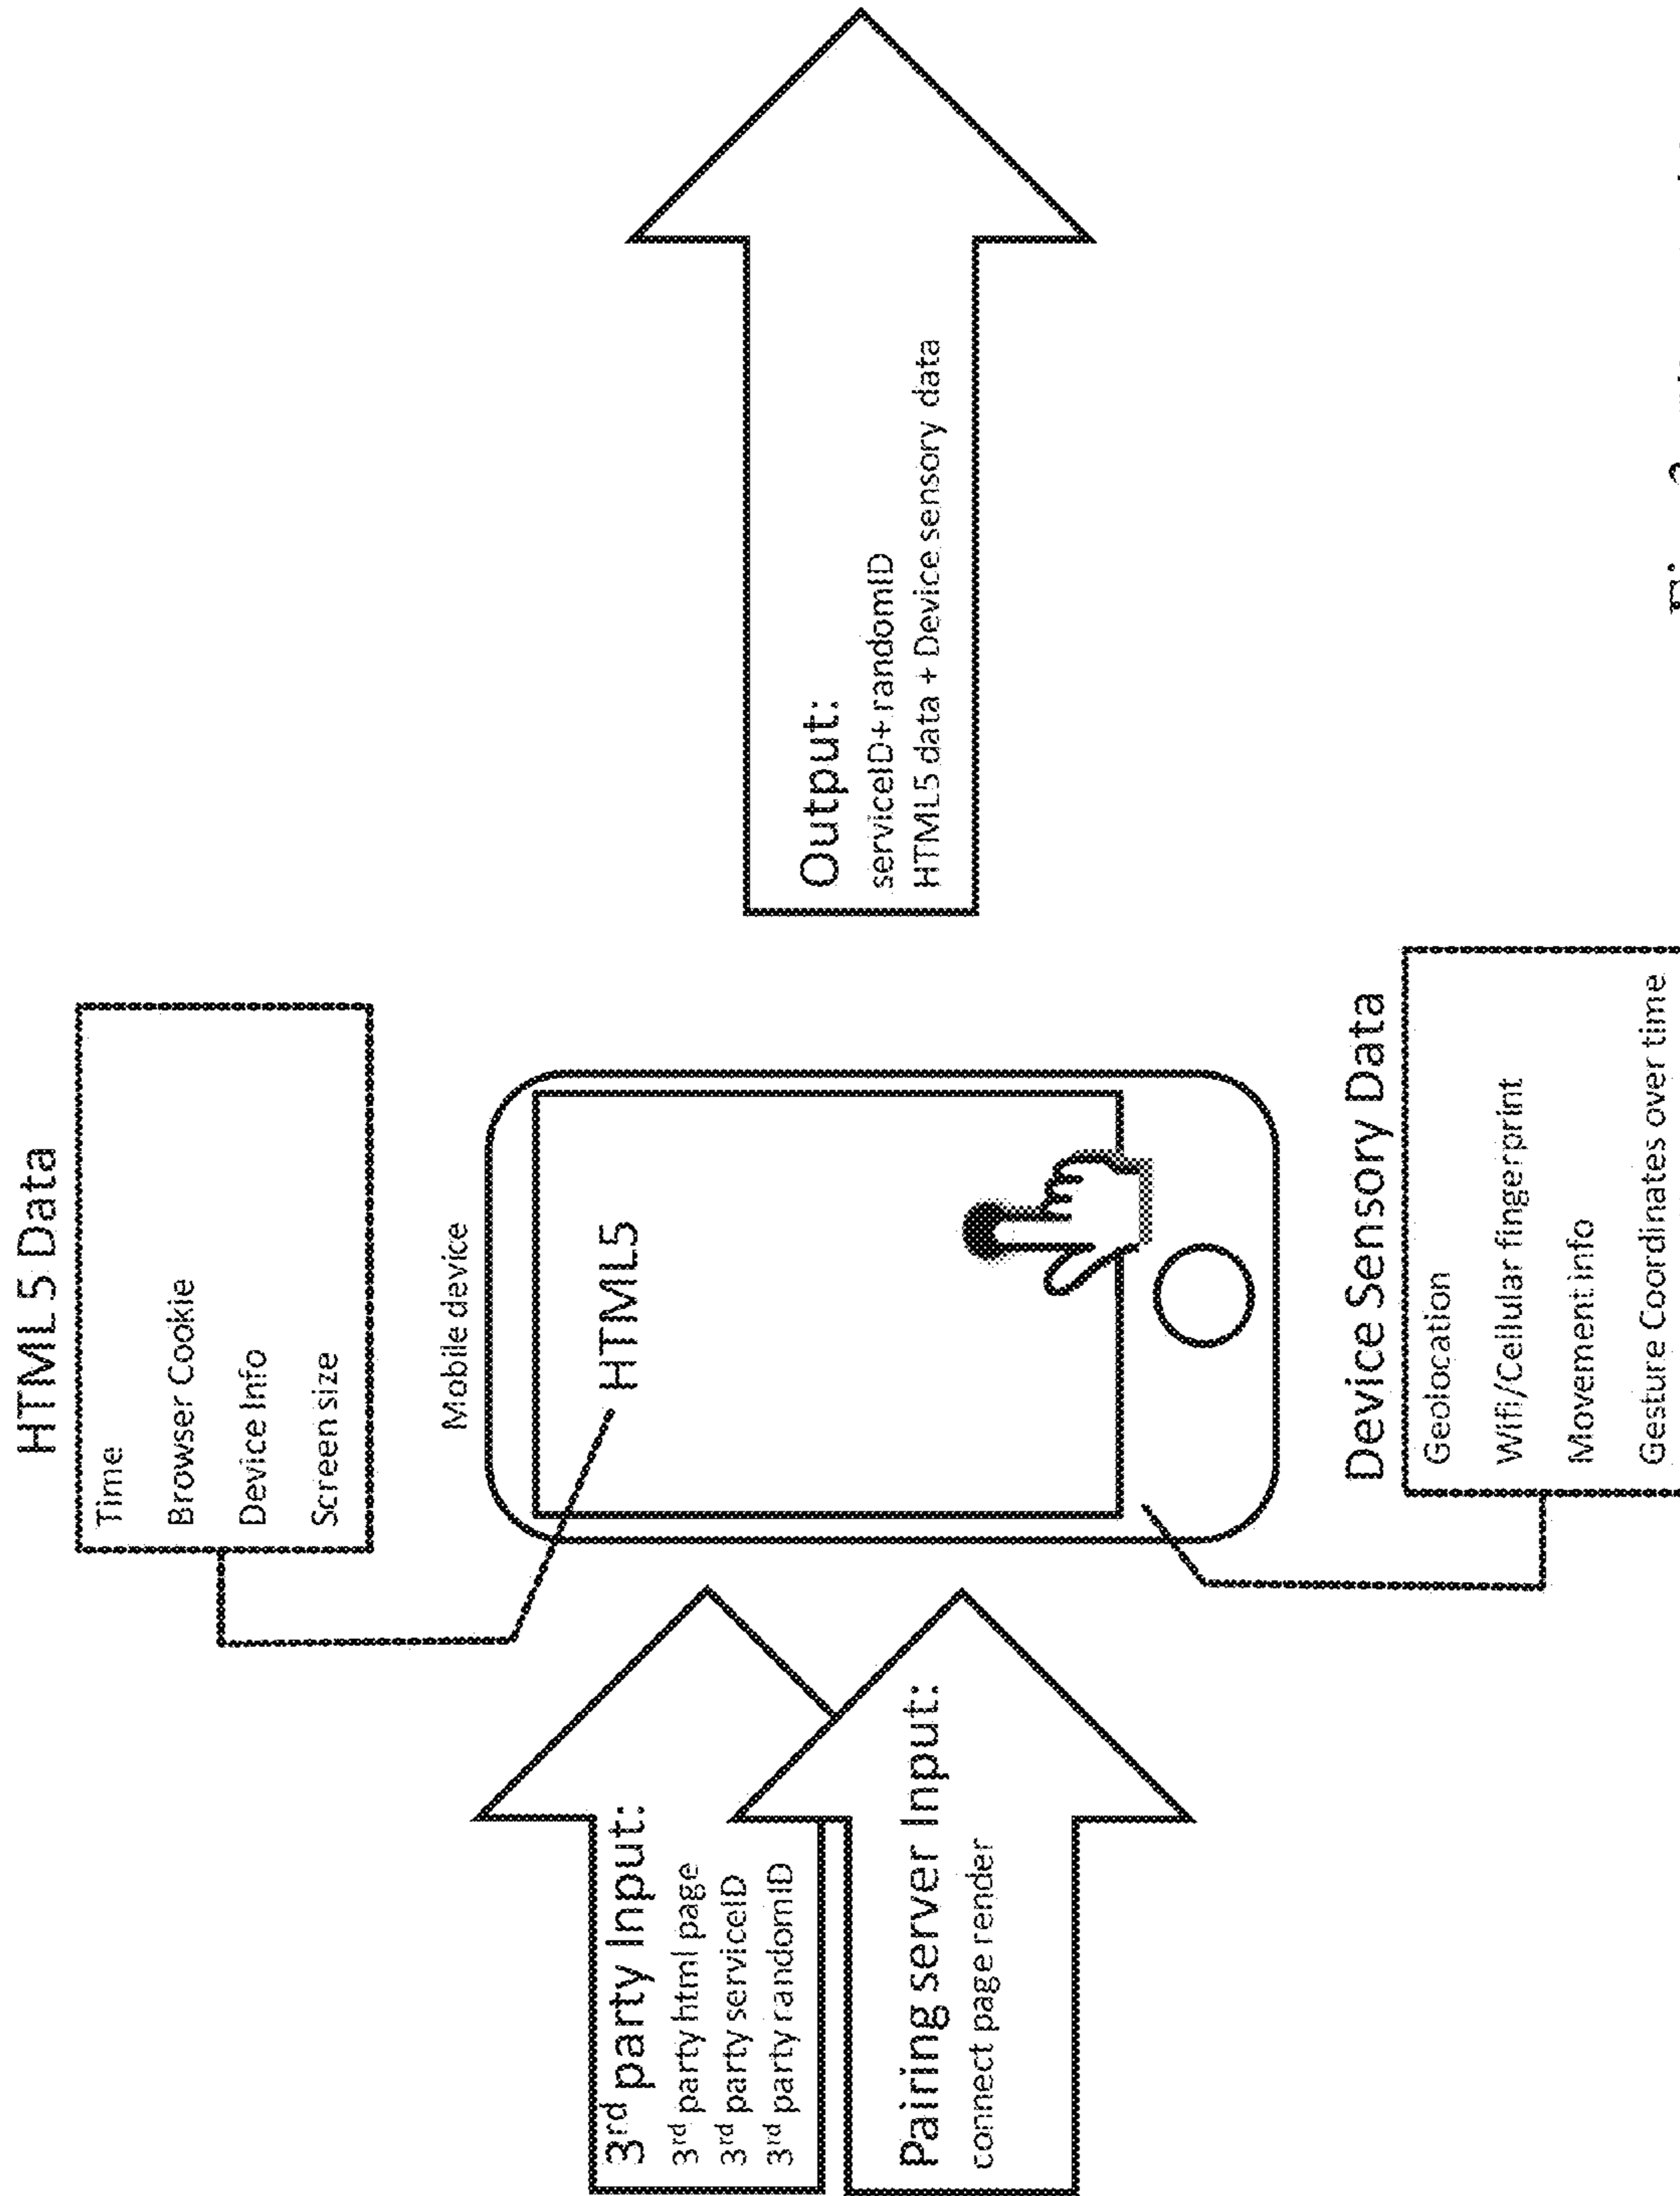 HTML5 Data
Time
Browser Cookie
Device Info
Screen size
Mobile device
HTML5
3rd party Input:
3rd party html page
3rd party serviceID
3rd party randomID
Pairing server Input:
connect page render
Output:
serviceID+ randomID
HTML5 data + Device sensory data
Device Sensory Data
Geolocation
Wifi/Cellular fingerprint
Movement info
Gesture Coordinates over time